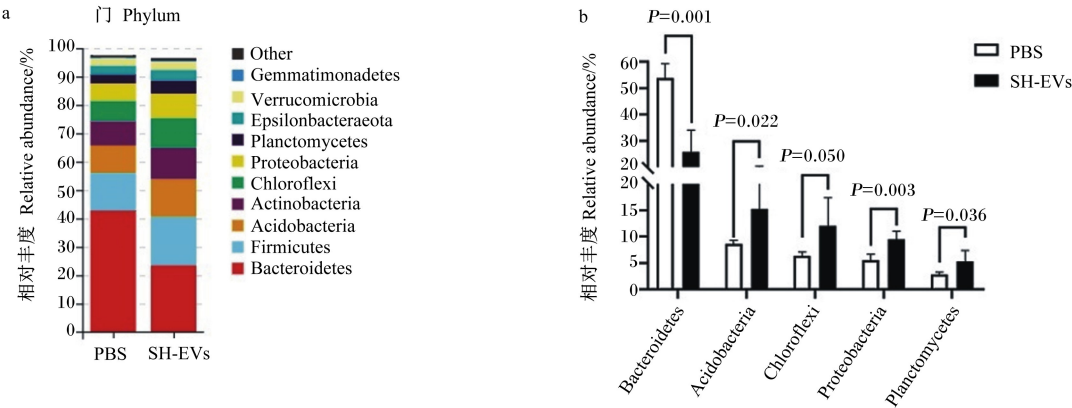 a
门 Phylum
相对丰度 Relative abundance/%
100
90
80
70
60
50
40
30
20
10
0
PBS
SH-EVs
Other
Gemmatimonadetes
Verrucomicrobia
Epsilonbacteraeota
Planctomycetes
Proteobacteria
Chloroflexi
Actinobacteria
Acidobacteria
Firmicutes
Bacteroidetes
b
相对丰度 Relative abundance/%
60
50
40
30
20
20
15
10
5
0
P=0.001
P=0.022
P=0.050
P=0.003
P=0.036
PBS
SH-EVs
Bacteroidetes
Acidobacteria
Chloroflexi
Proteobacteria
Planctomycetes